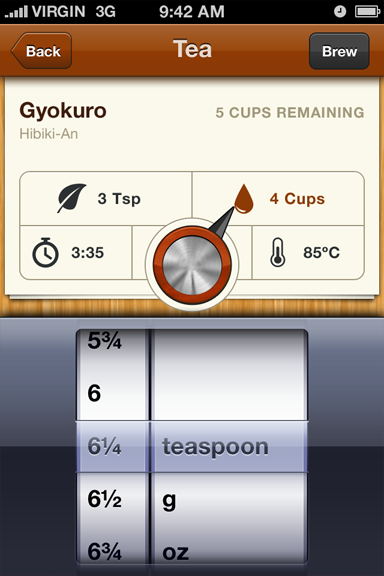 VIRGIN 3G 9:42 AM
Back Tea Brew
Gyokuro 5 CUPS REMAINING
Hibiki-An
3 Tsp 4 Cups
3:35 85ºC
5¾
6
6¼ teaspoon
6½ g
6¾ oz